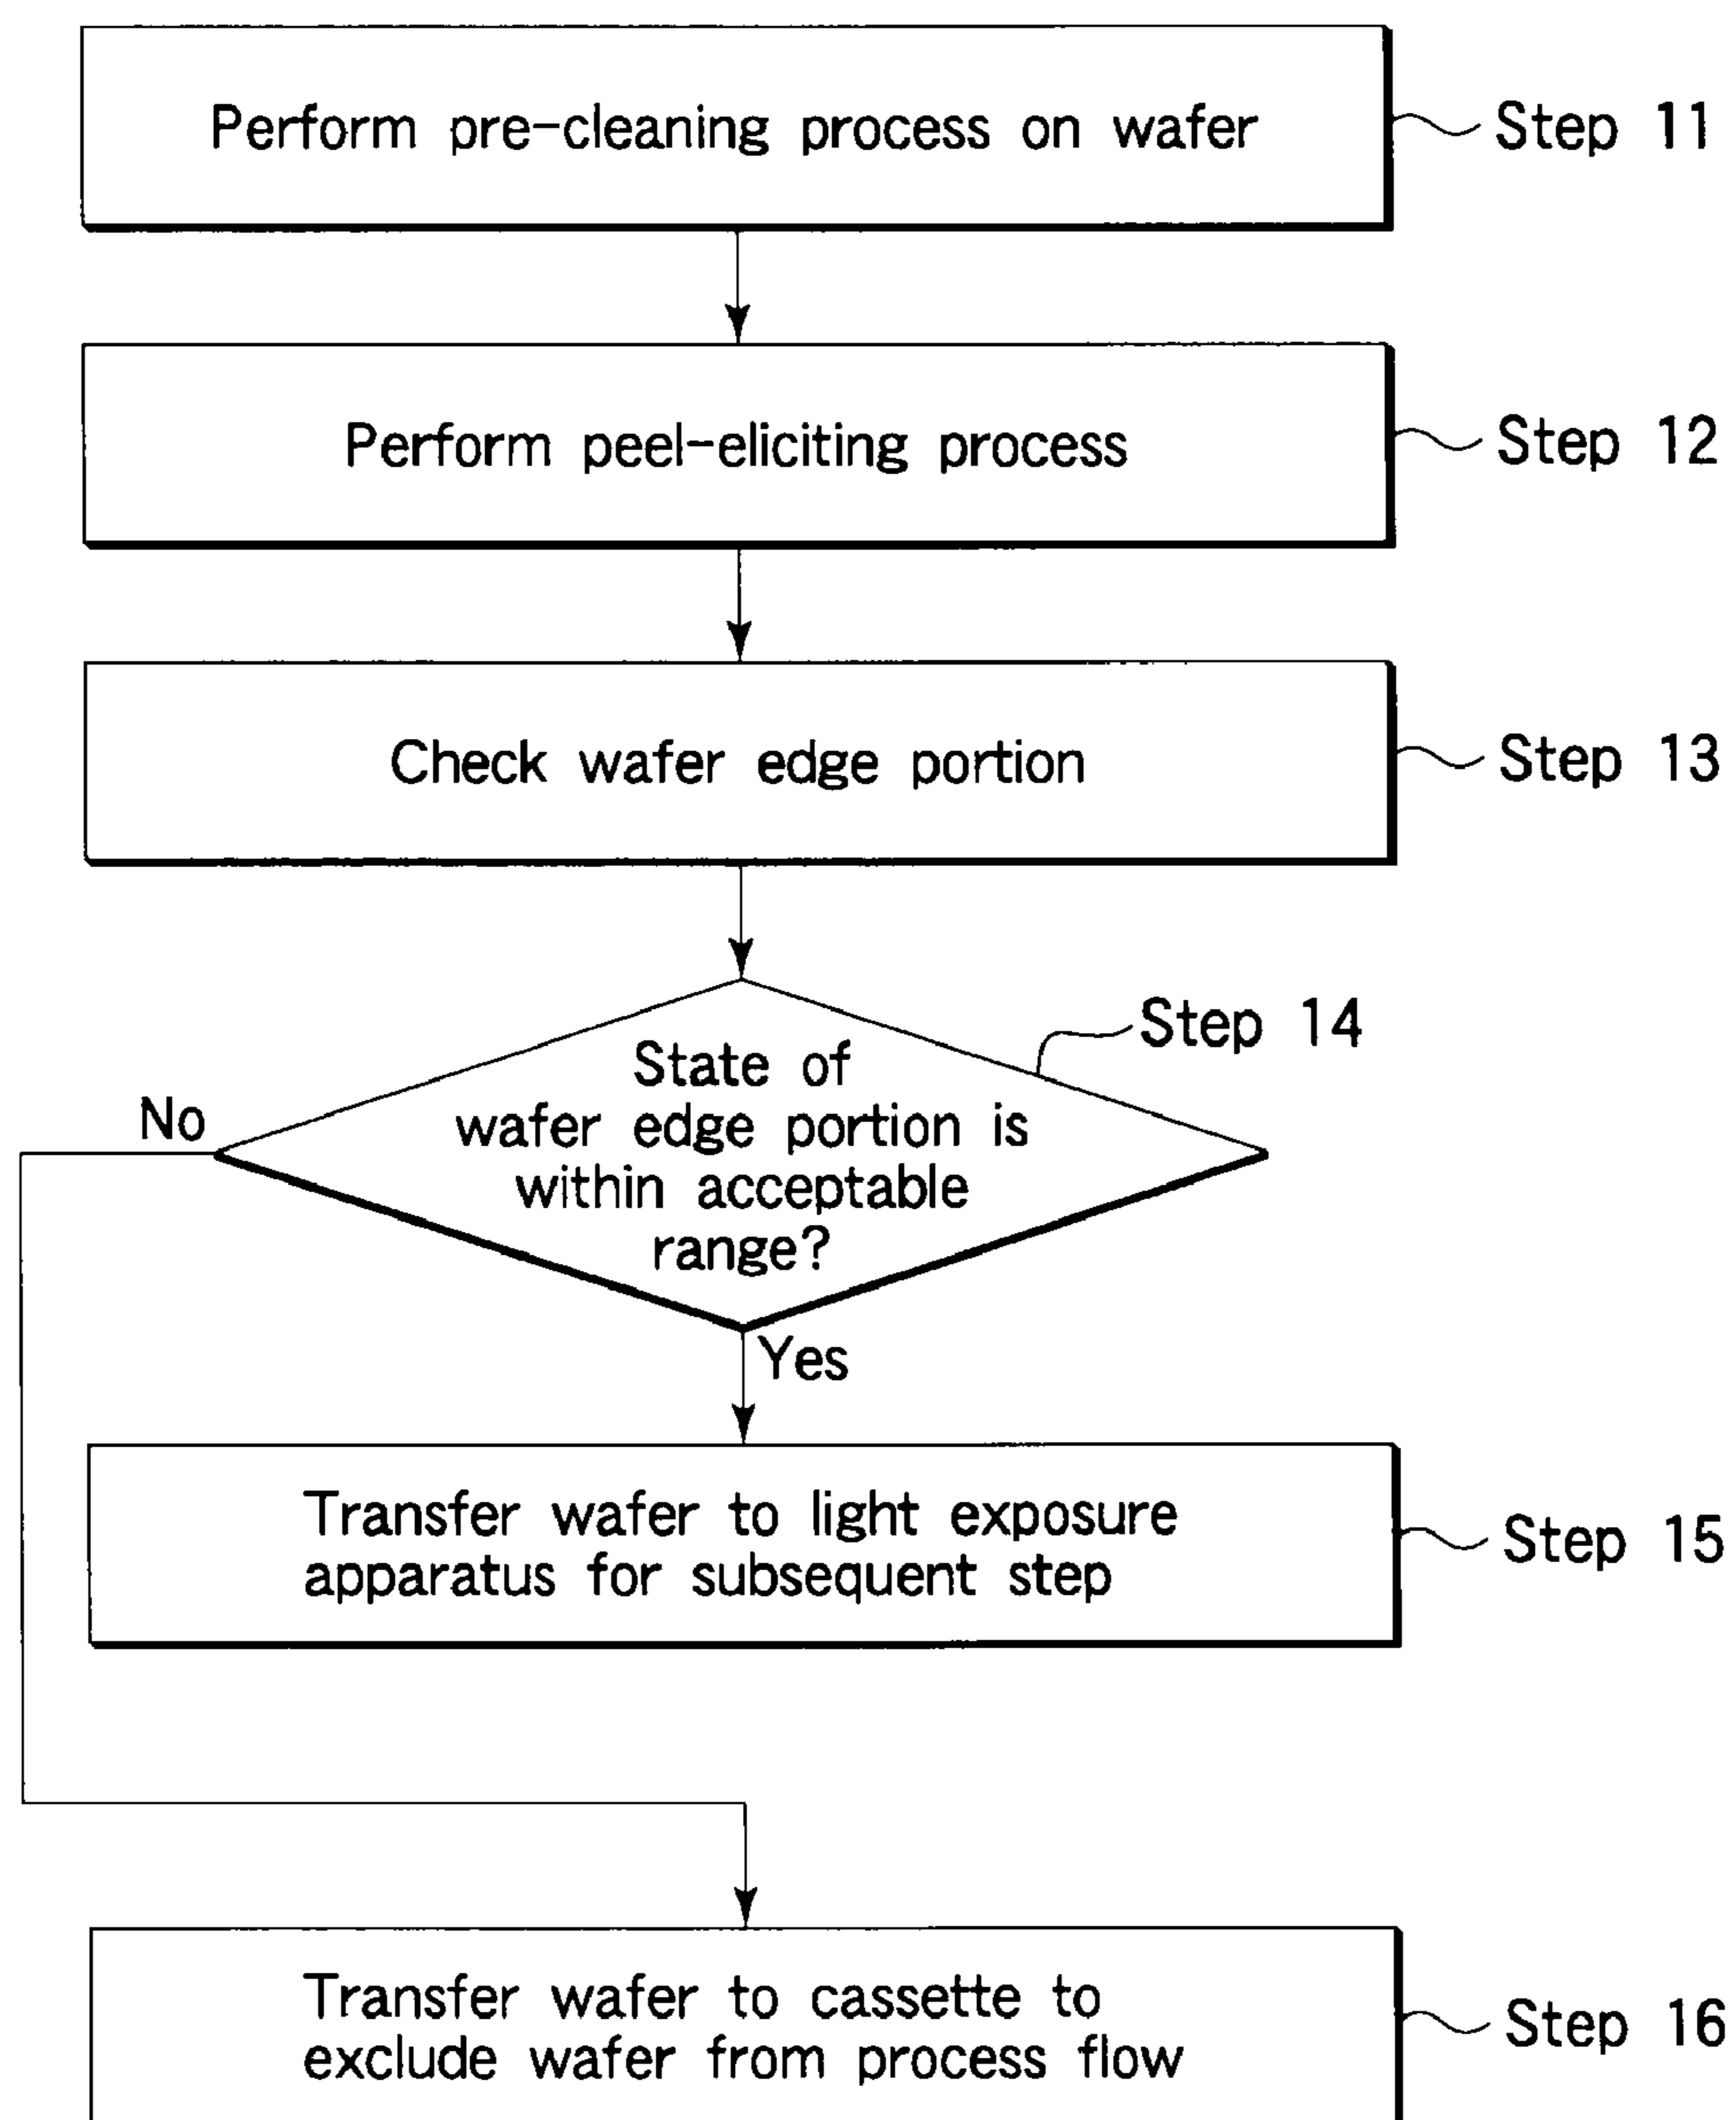 Perform pre-cleaning process on wafer
Step 11
Perform peel-eliciting process
Step 12
Check wafer edge portion
Step 13
Step 14
State of
wafer edge portion is
within acceptable
range?
No
Yes
Transfer wafer to light exposure
apparatus for subsequent step
Step 15
Transfer wafer to cassette to
exclude wafer from process flow
Step 16